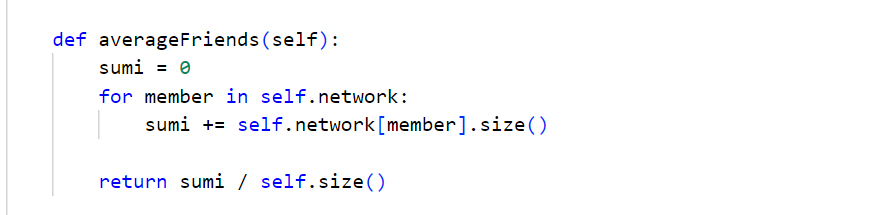 def averageFriends(self):
sumi = 0
for member in self.network:
sumi += self.network[member].size()
return sumi / self.size()